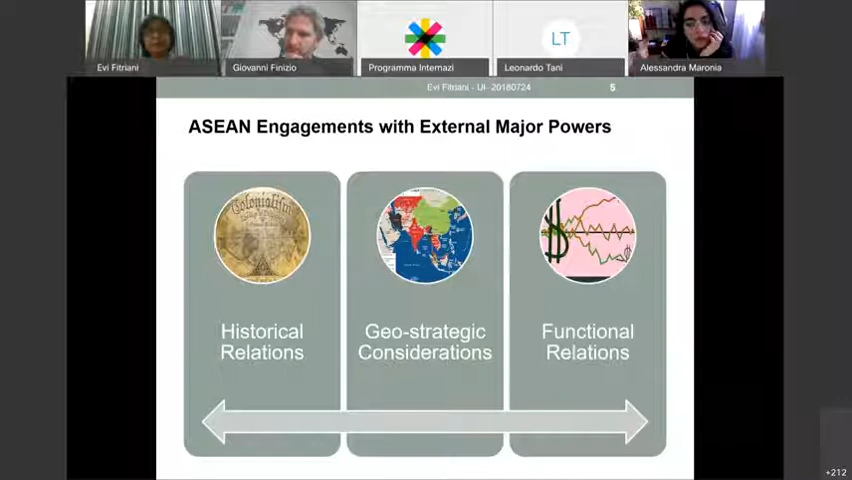 Evi Fitriani
Giovanni Finizio
Programma Internazi
LT
Leonardo Tani
Alessandra Maronia
Evi Fitriani - UI- 20180724
5
ASEAN Engagements with External Major Powers
Colonialism
$
Historical
Relations
Geo-strategic
Considerations
Functional
Relations
+212